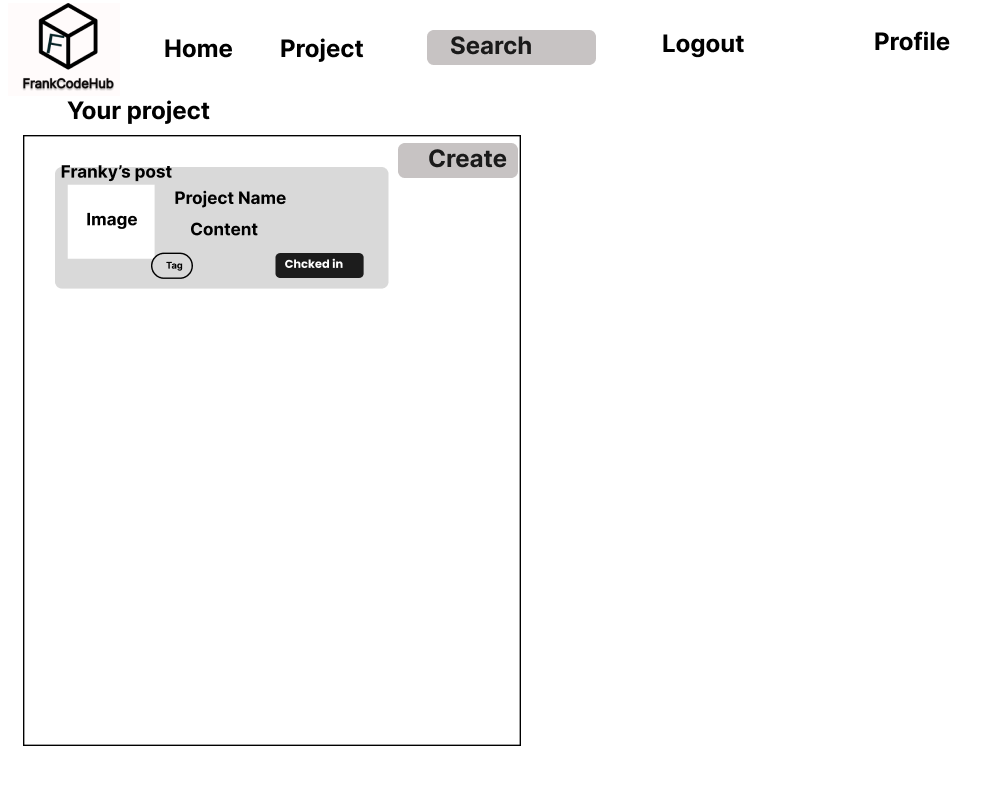 F
FrankCodeHub
Home
Project
Search
Logout
Profile
Your project
Create
Franky’s post
Image
Project Name
Content
Tag
Chcked in